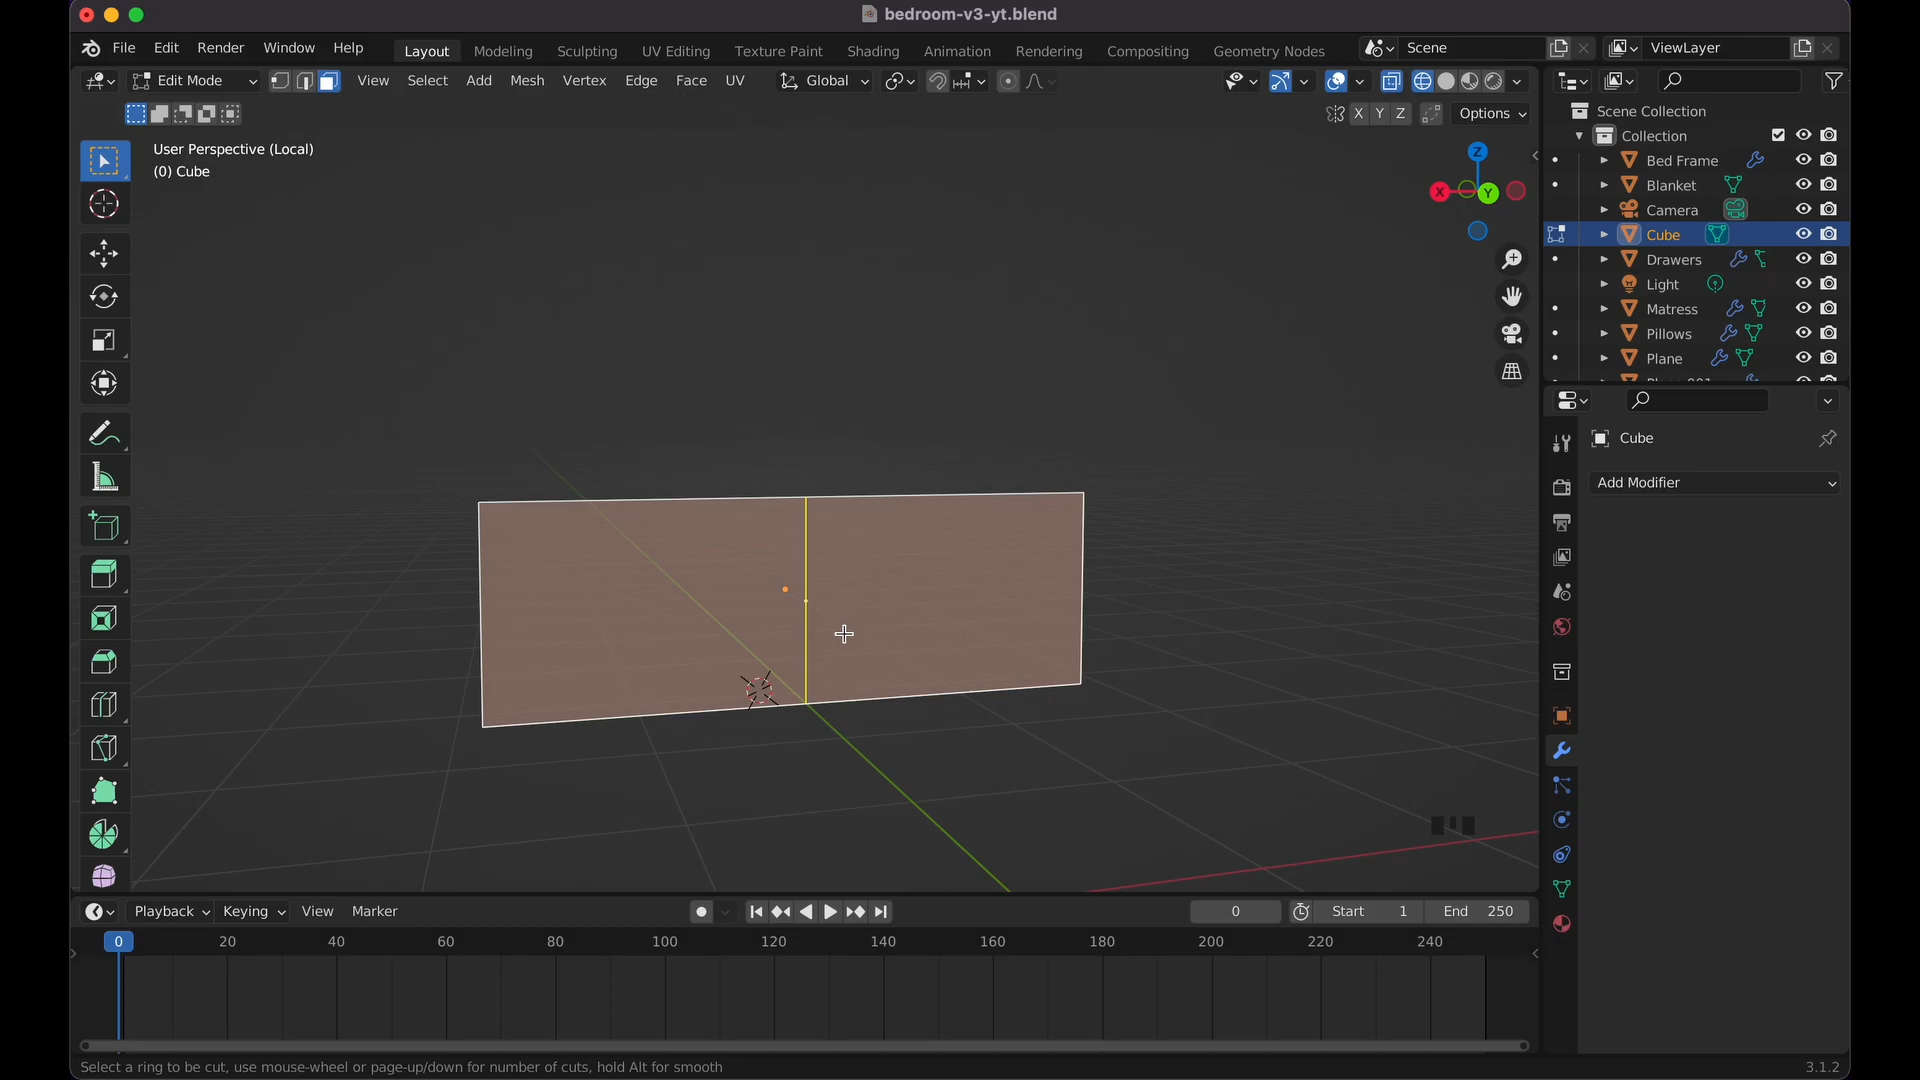 bedroom-v3-yt.blend
File Edit Render Window Help Layout Modeling Sculpting UV Editing Texture Paint Shading Animation Rendering Compositing Geometry Nodes Scene ViewLayer
Edit Mode View Select Add Mesh Vertex Edge Face UV Global
X Y Z Options
User Perspective (Local)
(0) Cube
Z
X Y
Scene Collection
Collection
Bed Frame
Blanket
Camera
Cube
Drawers
Light
Matress
Pillows
Plane
Cube
Add Modifier
Playback Keying View Marker 0 Start 1 End 250
0 20 40 60 80 100 120 140 160 180 200 220 240
Select a ring to be cut, use mouse-wheel or page-up/down for number of cuts, hold Alt for smooth 3.1.2